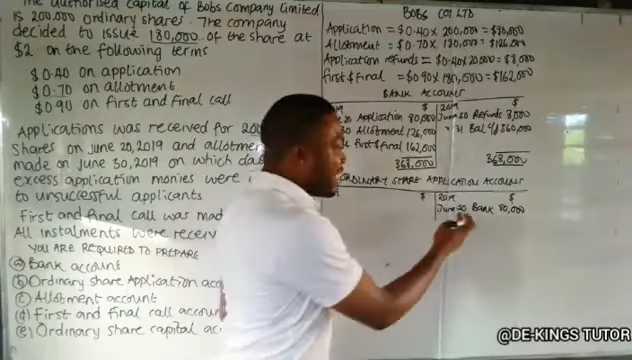 The authorised capital of Bobs Company Limited
is 200,000 ordinary shares. The company
decided to issue 180,000 of the share at
$2 on the following terms
$0.40 on application
$0.70 on allotment
$0.90 on First and Final call
Applications was received for 200
shares on June 20, 2019 and allotmen
made on June 30, 2019 on which da
excess application monies were
to unsuccessful applicants
First and final call was mad
All instalments were receiv
YOU ARE REQUIRED TO PREPARE
(a) Bank account
(b) Ordinary share Application acc
(c) Allotment account
(d) First and Final call accoun
(e) Ordinary share capital ac
BOBS COY LTD
Application = $0.40 × 200,000 = $80,000
Allotment = $0.70 × 180,000 = $126,000
Application refunds = $0.40 × 20,000 = $8,000
First & final = $0.90 × 180,000 = $162,000
BANK ACCOUNT
$ 2019 $
20 Application 80,000 June 30 Refunds 8,000
30 Allotment 126,000 31 Bal c/f 360,000
First & final 162,000
368,000 368,000
ORDINARY SHARE APPLICATION ACCOUNT
$ 2019 $
June 20 Bank 80,000
@DE-KINGS TUTOR